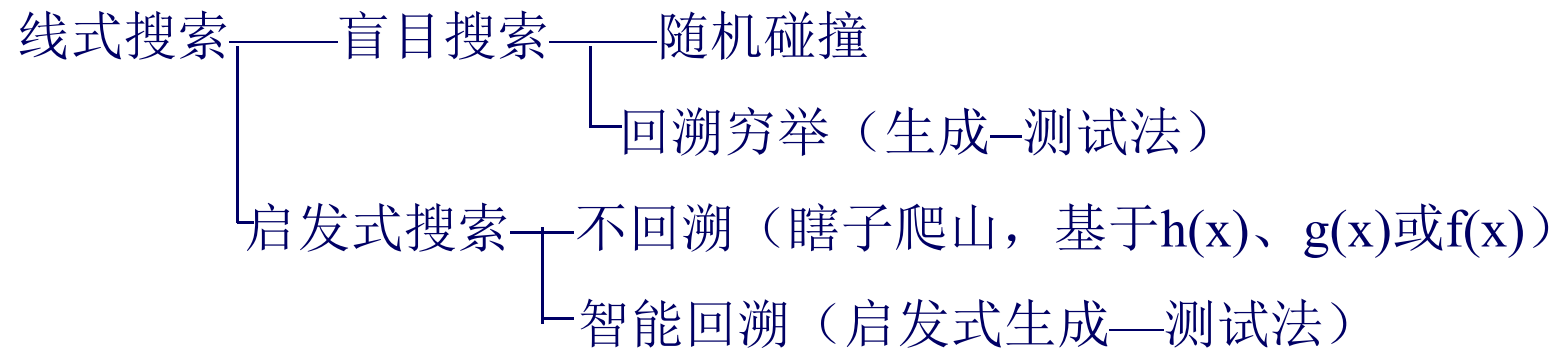 线式搜索 盲目搜索 随机碰撞
回溯穷举（生成–测试法）
启发式搜索 不回溯（瞎子爬山，基于h(x)、g(x)或f(x)）
智能回溯（启发式生成—测试法）